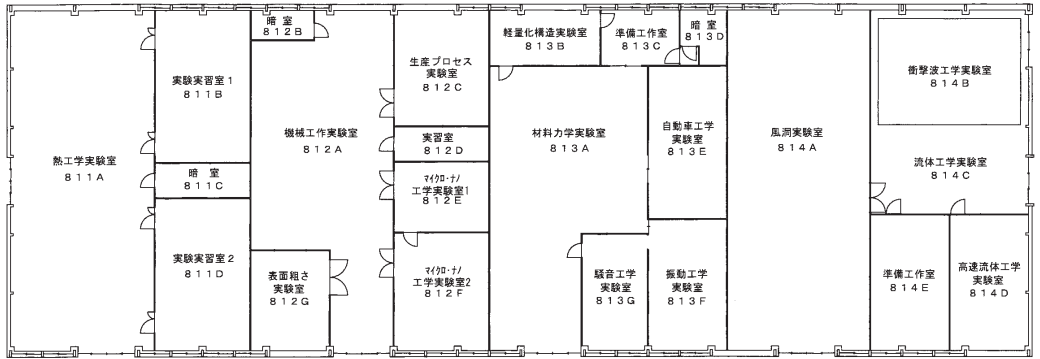 熱工学実験室
811A
実験実習室1
811B
暗 室
811C
実験実習室2
811D
暗 室
812B
機械工作実験室
812A
表面粗さ
実験室
812G
生産プロセス
実験室
812C
実習室
812D
マイクロ・ナノ
工学実験室1
812E
マイクロ・ナノ
工学実験室2
812F
軽量化構造実験室
813B
準備工作室
813C
暗 室
813D
材料力学実験室
813A
自動車工学
実験室
813E
騒音工学
実験室
813G
振動工学
実験室
813F
風洞実験室
814A
衝撃波工学実験室
814B
流体工学実験室
814C
準備工作室
814E
高速流体工学
実験室
814D